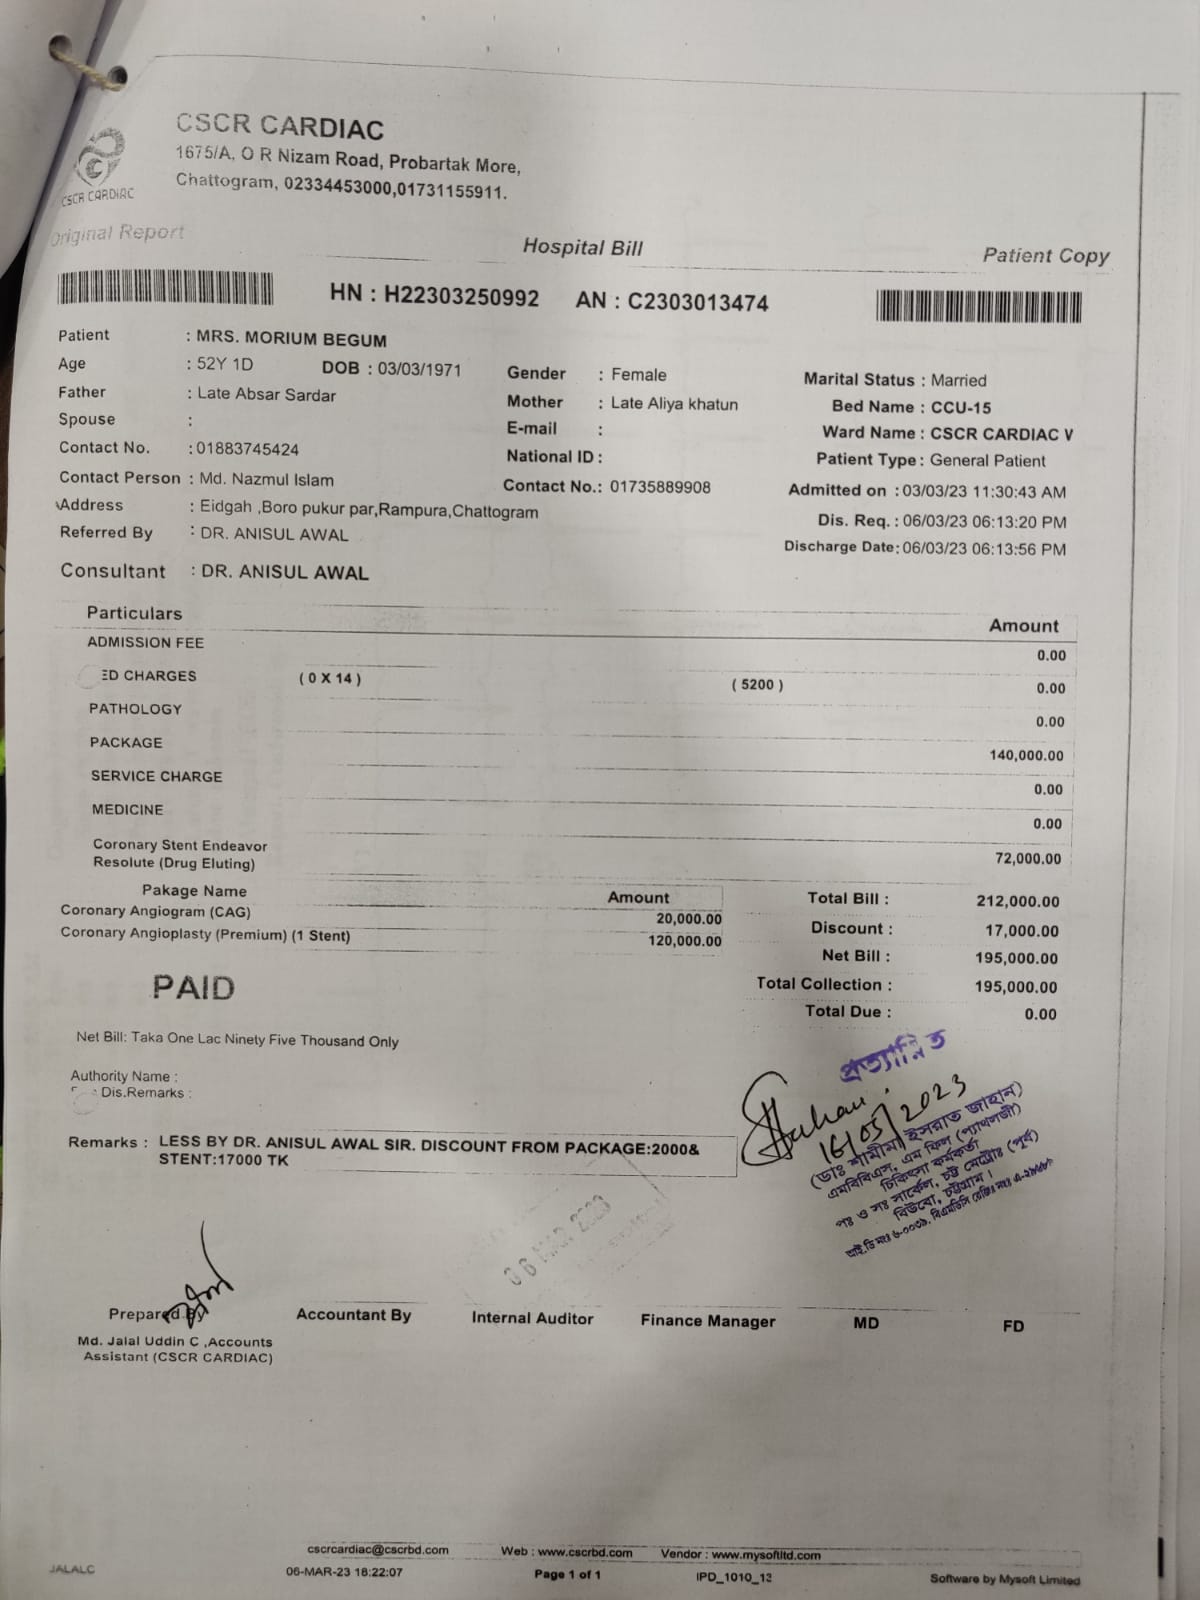 CSCR CARDIAC
1675/A, O R Nizam Road, Probartak More,
Chattogram, 02334453000,01731155911.
CSCR CARDIAC
Original Report
Hospital Bill
Patient Copy
HN : H22303250992 AN : C2303013474
Patient : MRS. MORIUM BEGUM
Age : 52Y 1D DOB : 03/03/1971 Gender : Female Marital Status : Married
Father : Late Absar Sardar Mother : Late Aliya khatun Bed Name : CCU-15
Spouse : E-mail : Ward Name : CSCR CARDIAC V
Contact No. : 01883745424 National ID : Patient Type : General Patient
Contact Person : Md. Nazmul Islam Contact No.: 01735889908 Admitted on : 03/03/23 11:30:43 AM
Address : Eidgah ,Boro pukur par,Rampura,Chattogram Dis. Req. : 06/03/23 06:13:20 PM
Referred By : DR. ANISUL AWAL Discharge Date: 06/03/23 06:13:56 PM
Consultant : DR. ANISUL AWAL
Particulars Amount
ADMISSION FEE 0.00
ED CHARGES ( 0 X 14 ) ( 5200 ) 0.00
PATHOLOGY 0.00
PACKAGE 140,000.00
SERVICE CHARGE 0.00
MEDICINE 0.00
Coronary Stent Endeavor
Resolute (Drug Eluting) 72,000.00
Pakage Name Amount
Coronary Angiogram (CAG) 20,000.00
Coronary Angioplasty (Premium) (1 Stent) 120,000.00
Total Bill : 212,000.00
Discount : 17,000.00
Net Bill : 195,000.00
Total Collection : 195,000.00
Total Due : 0.00
PAID
Net Bill: Taka One Lac Ninety Five Thousand Only
Authority Name :
Dis.Remarks :
Remarks : LESS BY DR. ANISUL AWAL SIR. DISCOUNT FROM PACKAGE:2000&
STENT:17000 TK
প্রত্যায়িত
16/05/2023
(ডাঃ শামীমা ইসরাত জাহান)
এমবিবিএস, এম ফিল (প্যাথলজী)
চিকিৎসা কর্মকর্তা
পঃ ও সঃ সার্কেল, চট্ট মেট্রোঃ (পূর্ব)
বিউবো, চট্টগ্রাম।
আই.ডি নংঃ ৬-০০৩৯, বিএমডিসি রেজিঃ নংঃ
06 MAR 2023
Prepared By Accountant By Internal Auditor Finance Manager MD FD
Md. Jalal Uddin C ,Accounts
Assistant (CSCR CARDIAC)
cscrcardiac@cscrbd.com Web : www.cscrbd.com Vendor : www.mysoftltd.com
JALALC 06-MAR-23 18:22:07 Page 1 of 1 IPD_1010_13 Software by Mysoft Limited